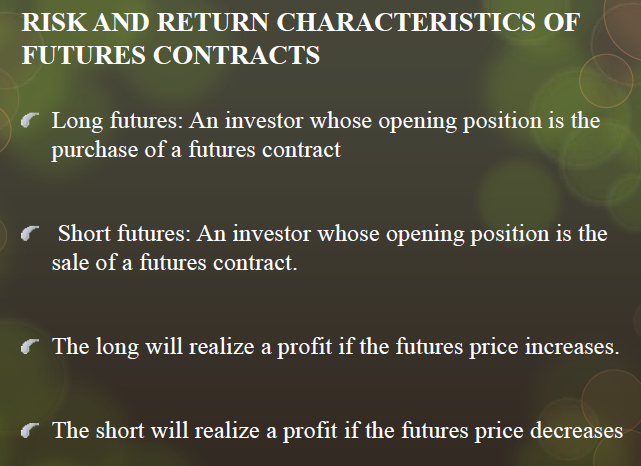 RISK AND RETURN CHARACTERISTICS OF
FUTURES CONTRACTS
Long futures: An investor whose opening position is the
purchase of a futures contract
Short futures: An investor whose opening position is the
sale of a futures contract.
The long will realize a profit if the futures price increases.
The short will realize a profit if the futures price decreases